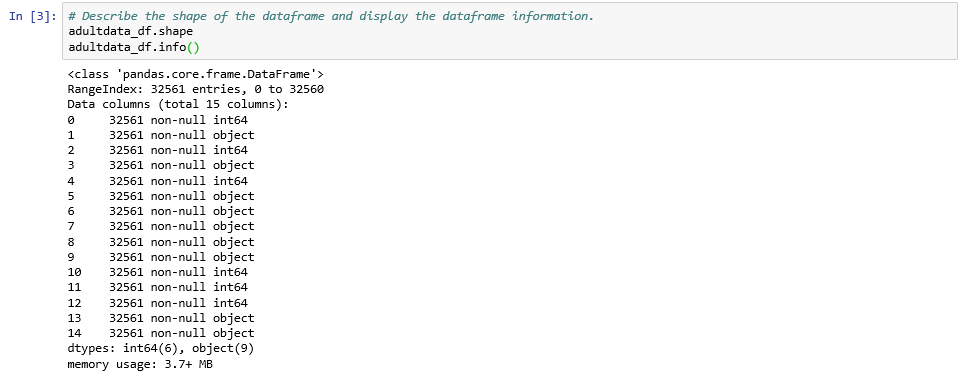 In [3]: # Describe the shape of the dataframe and display the dataframe information.
adultdata_df.shape
adultdata_df.info()
<class 'pandas.core.frame.DataFrame'>
RangeIndex: 32561 entries, 0 to 32560
Data columns (total 15 columns):
0     32561 non-null int64
1     32561 non-null object
2     32561 non-null int64
3     32561 non-null object
4     32561 non-null int64
5     32561 non-null object
6     32561 non-null object
7     32561 non-null object
8     32561 non-null object
9     32561 non-null object
10    32561 non-null int64
11    32561 non-null int64
12    32561 non-null int64
13    32561 non-null object
14    32561 non-null object
dtypes: int64(6), object(9)
memory usage: 3.7+ MB